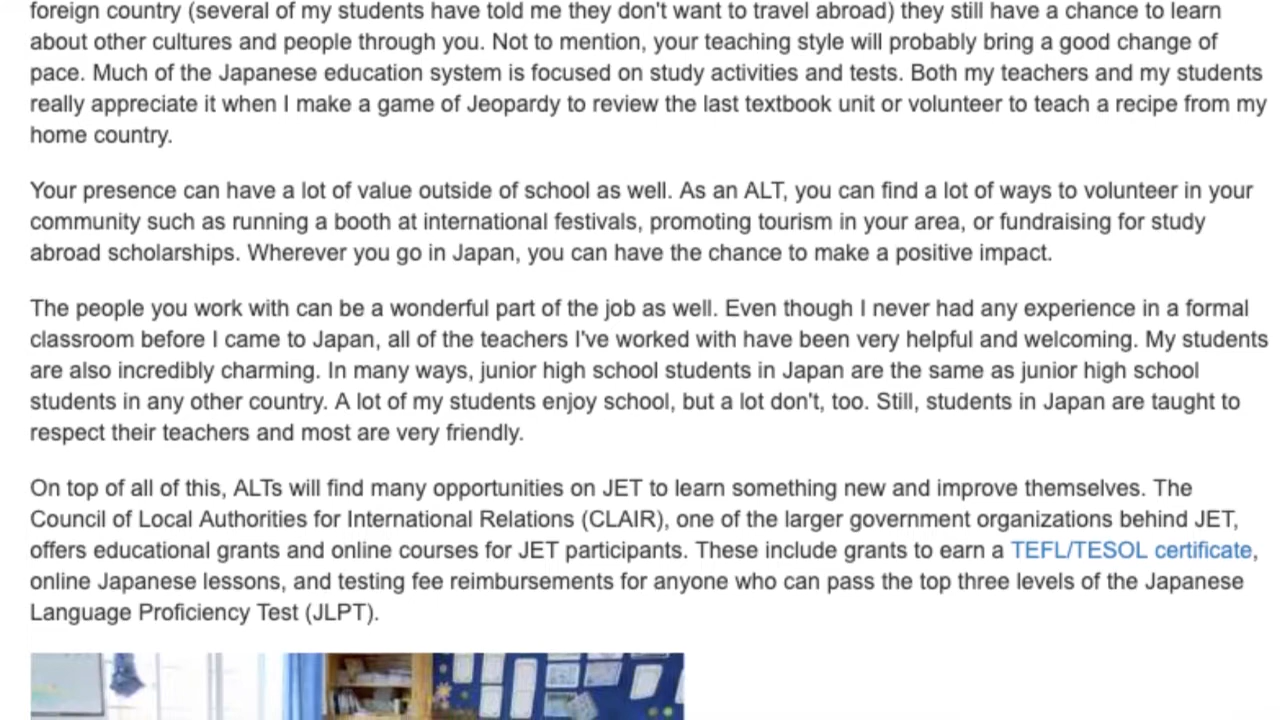 foreign country (several of my students have told me they don't want to travel abroad) they still have a chance to learn
about other cultures and people through you. Not to mention, your teaching style will probably bring a good change of
pace. Much of the Japanese education system is focused on study activities and tests. Both my teachers and my students
really appreciate it when I make a game of Jeopardy to review the last textbook unit or volunteer to teach a recipe from my
home country.
Your presence can have a lot of value outside of school as well. As an ALT, you can find a lot of ways to volunteer in your
community such as running a booth at international festivals, promoting tourism in your area, or fundraising for study
abroad scholarships. Wherever you go in Japan, you can have the chance to make a positive impact.
The people you work with can be a wonderful part of the job as well. Even though I never had any experience in a formal
classroom before I came to Japan, all of the teachers I've worked with have been very helpful and welcoming. My students
are also incredibly charming. In many ways, junior high school students in Japan are the same as junior high school
students in any other country. A lot of my students enjoy school, but a lot don't, too. Still, students in Japan are taught to
respect their teachers and most are very friendly.
On top of all of this, ALTs will find many opportunities on JET to learn something new and improve themselves. The
Council of Local Authorities for International Relations (CLAIR), one of the larger government organizations behind JET,
offers educational grants and online courses for JET participants. These include grants to earn a TEFL/TESOL certificate,
online Japanese lessons, and testing fee reimbursements for anyone who can pass the top three levels of the Japanese
Language Proficiency Test (JLPT).